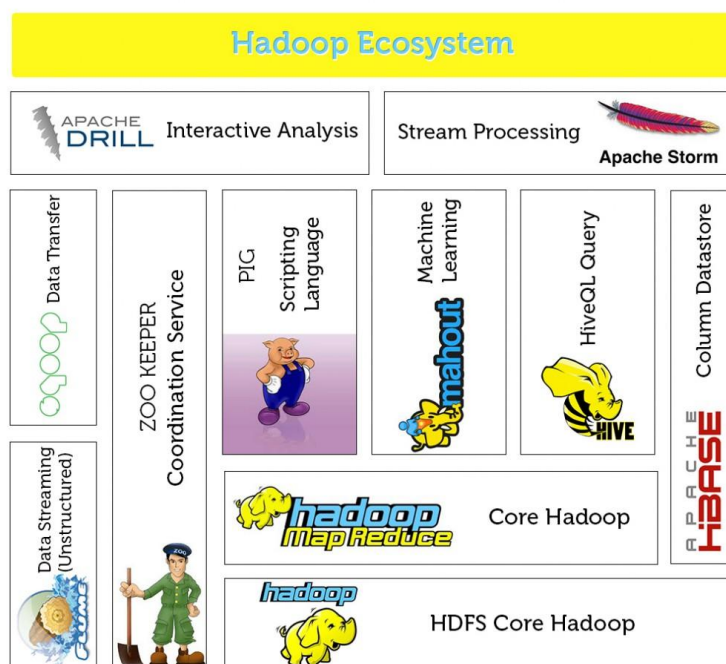 Hadoop Ecosystem
APACHE
DRILL
Interactive Analysis
Stream Processing
Apache Storm
Data Transfer
sqoop
Data Streaming
(Unstructured)
FLUME
ZOO KEEPER
Coordination Service
ZOO
PIG
Scripting
Language
Machine
Learning
mahout
HiveQL Query
HIVE
Column Datastore
APACHE
HBASE
hadoop
Map Reduce
Core Hadoop
hadoop
HDFS Core Hadoop